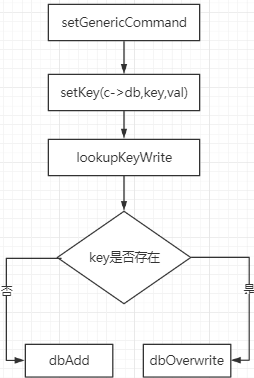 setGenericCommand
setKey(c->db,key,val)
lookupKeyWrite
key是否存在
否
是
dbAdd
dbOverwrite